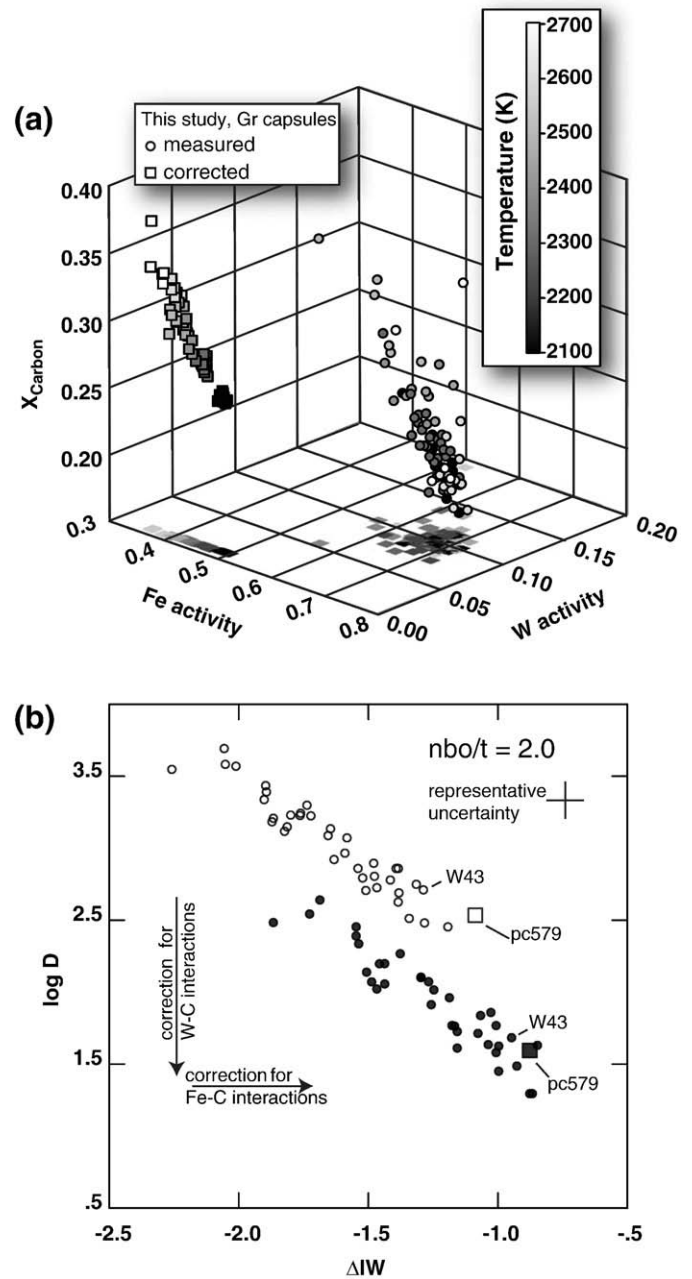 (a)
This study, Gr capsules
measured
corrected
Temperature (K)
2700
2600
2500
2400
2300
2200
2100
X Carbon
0.40
0.35
0.30
0.25
0.20
0.3
0.4
0.5
0.6
0.7
0.8
Fe activity
0.00
0.05
0.10
0.15
0.20
W activity
(b)
nbo/t = 2.0
representative
uncertainty
W43
pc579
W43
pc579
correction for
W-C interactions
correction for
Fe-C interactions
log D
3.5
2.5
1.5
.5
-2.5
-2.0
-1.5
-1.0
-.5
ΔIW